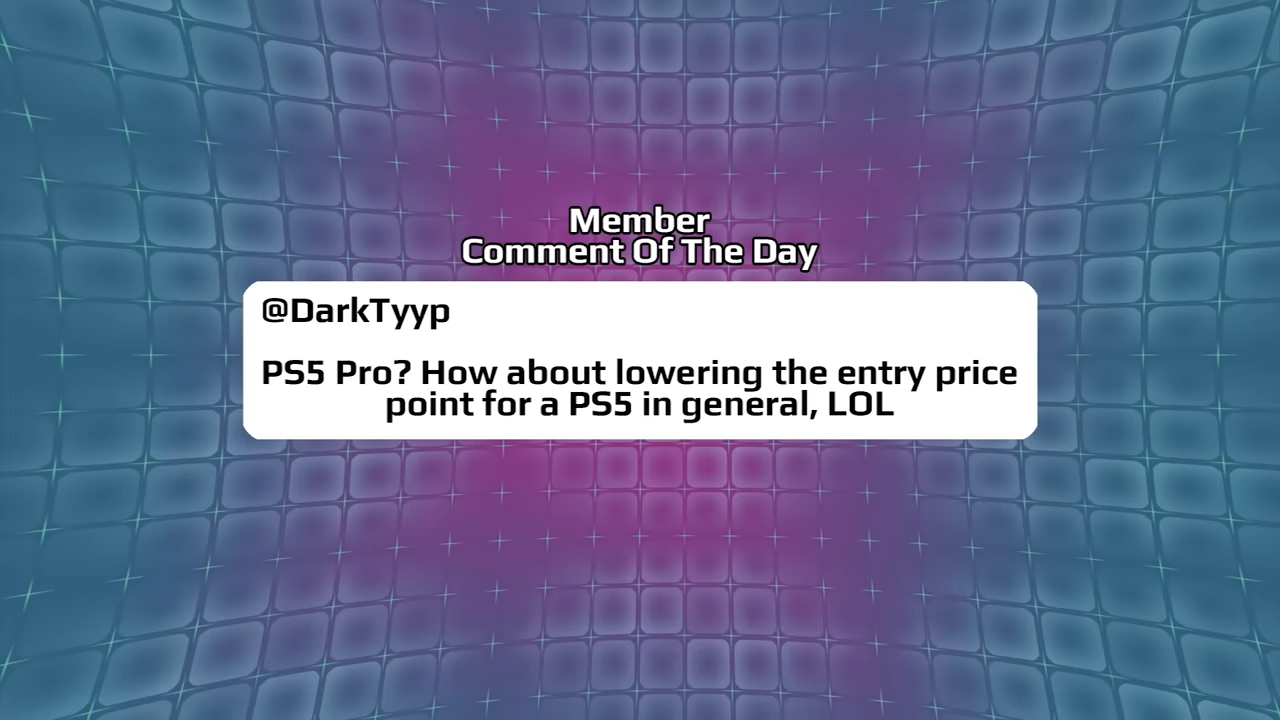 Member
Comment Of The Day
@DarkTyyp
PS5 Pro? How about lowering the entry price
point for a PS5 in general, LOL